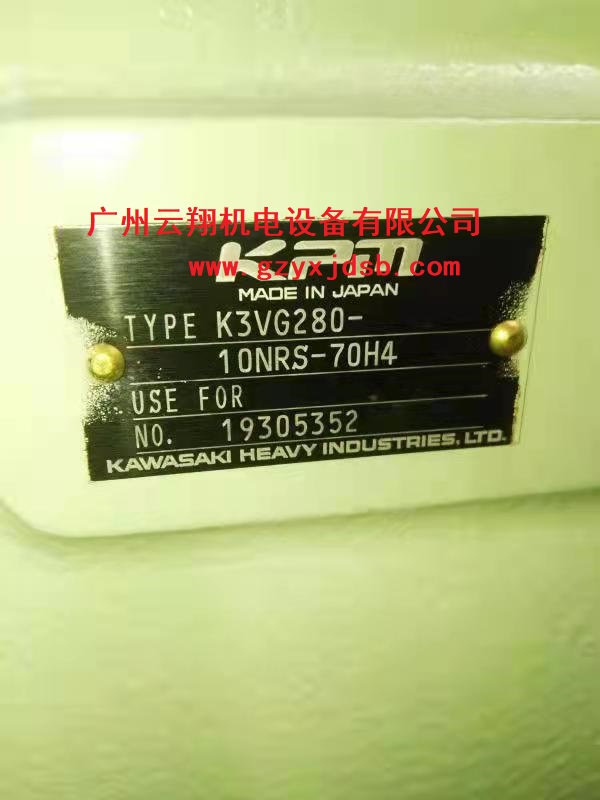 广州云翔机电设备有限公司
KPM
www.gzyxjdsb.com
MADE IN JAPAN
TYPE K3VG280-
10NRS-70H4
USE FOR
NO. 19305352
KAWASAKI HEAVY INDUSTRIES, LTD.